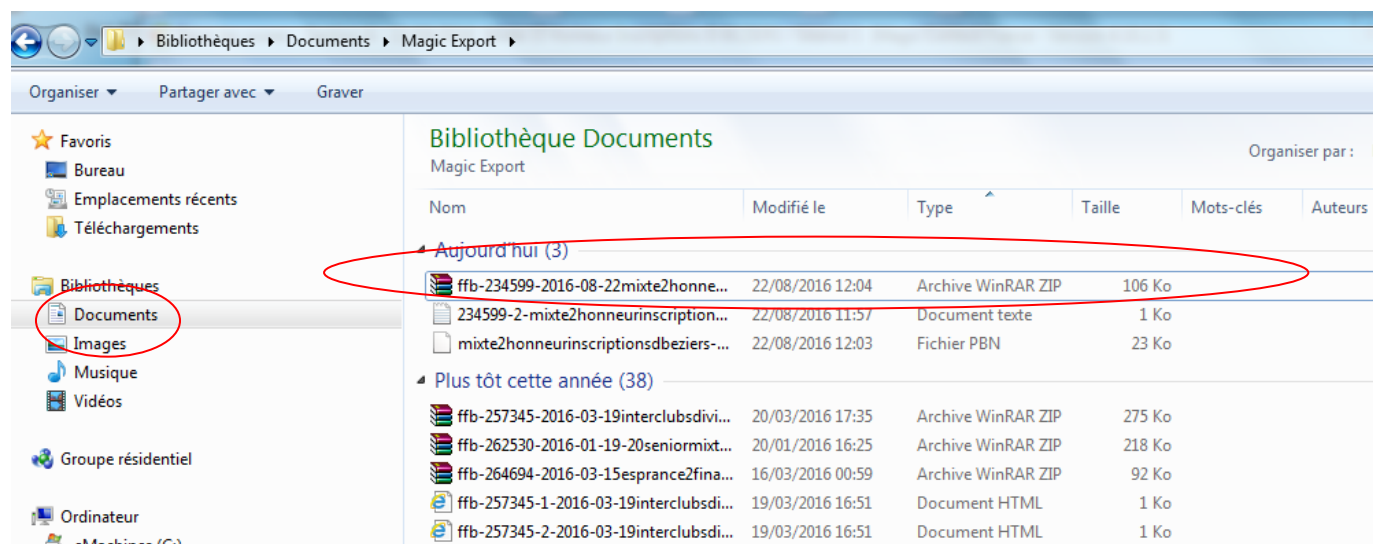 Bibliothèques Documents Magic Export
Organiser Partager avec Graver
Favoris
Bureau
Emplacements récents
Téléchargements
Bibliothèques
Documents
Images
Musique
Vidéos
Groupe résidentiel
Ordinateur
Bibliothèque Documents
Magic Export
Organiser par :
Nom Modifié le Type Taille Mots-clés Auteurs
Aujourd'hui (3)
ffb-234599-2016-08-22mixte2honne... 22/08/2016 12:04 Archive WinRAR ZIP 106 Ko
234599-2-mixte2honneurinscription... 22/08/2016 11:57 Document texte 1 Ko
mixte2honneurinscriptionsdbeziers-... 22/08/2016 12:03 Fichier PBN 23 Ko
Plus tôt cette année (38)
ffb-257345-2016-03-19interclubsdivi... 20/03/2016 17:35 Archive WinRAR ZIP 275 Ko
ffb-262530-2016-01-19-20seniormixt... 20/01/2016 16:25 Archive WinRAR ZIP 218 Ko
ffb-264694-2016-03-15esprance2fina... 16/03/2016 00:59 Archive WinRAR ZIP 92 Ko
ffb-257345-1-2016-03-19interclubsdi... 19/03/2016 16:51 Document HTML 1 Ko
ffb-257345-2-2016-03-19interclubsdi... 19/03/2016 16:51 Document HTML 1 Ko